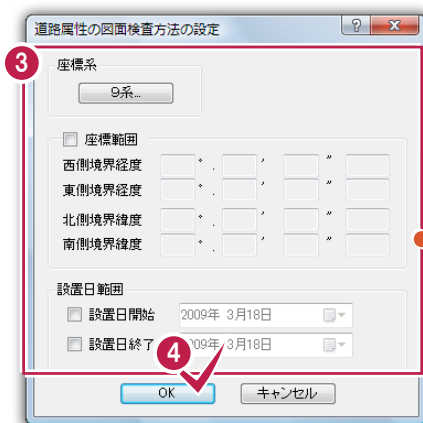 道路属性の図面検査方法の設定
3
座標系
9系...
座標範囲
西側境界経度 ° . ′ ″
東側境界経度 ° . ′ ″
北側境界緯度 ° . ′ ″
南側境界緯度 ° . ′ ″
設置日範囲
設置日開始 2009年 3月18日
設置日終了 2009年 3月18日
4
OK キャンセル